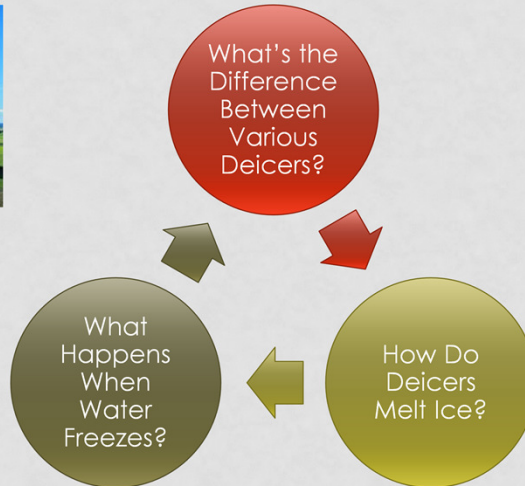 What's the
Difference
Between
Various
Deicers?
How Do
Deicers
Melt Ice?
What
Happens
When
Water
Freezes?